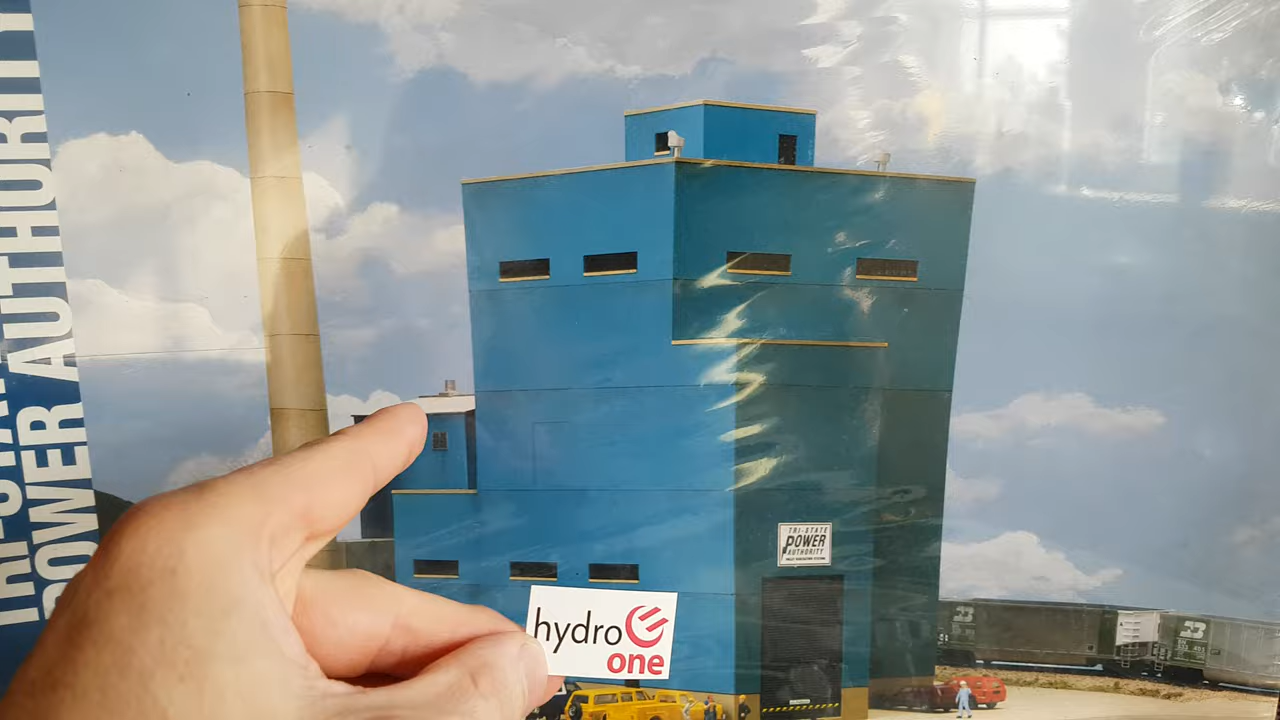 TRI-STATE
POWER AUTHORITY
TRI-STATE
POWER
AUTHORITY
hydro
one